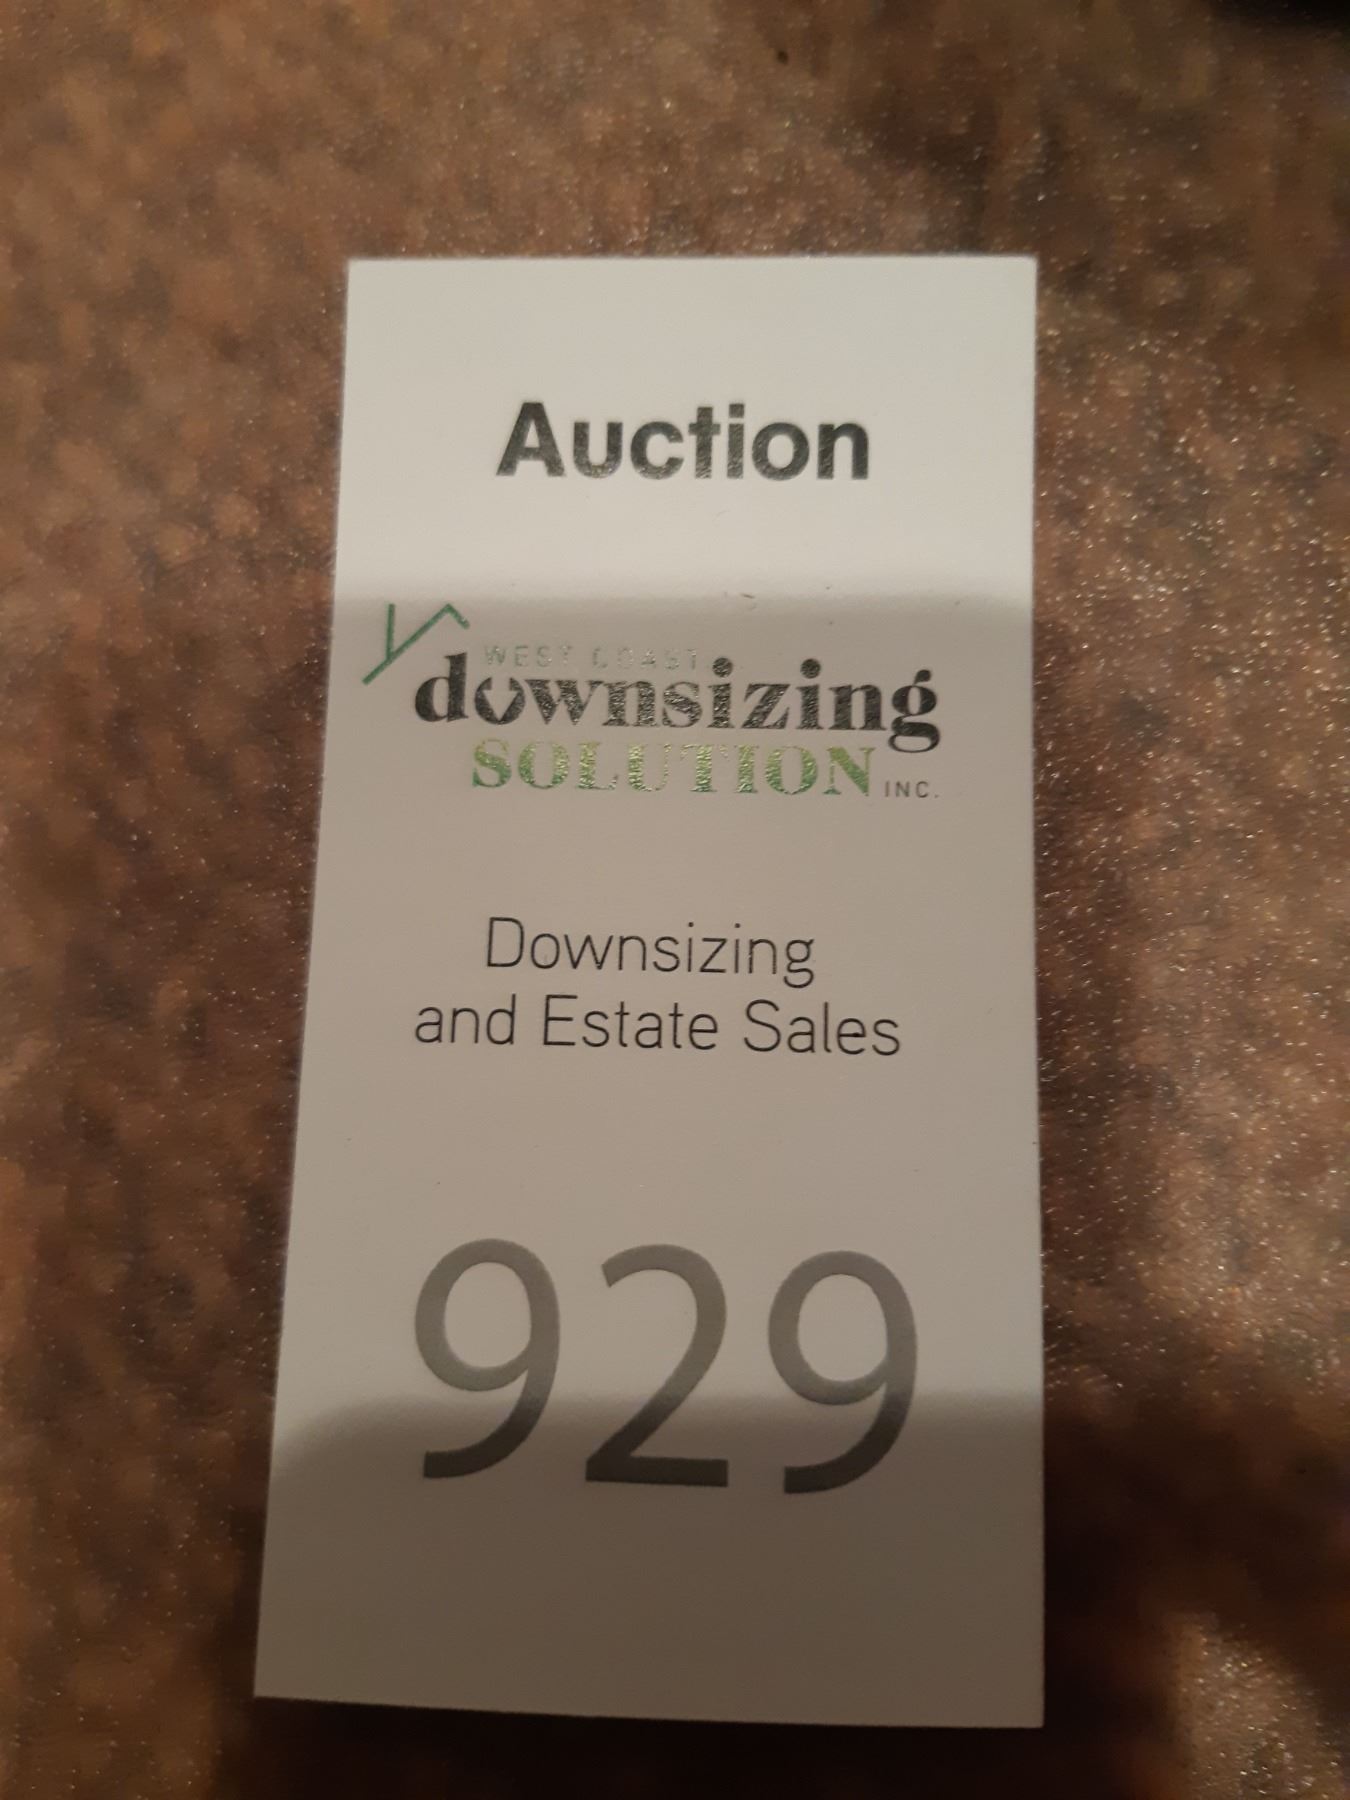 Auction
WEST COAST
downsizing
SOLUTION INC.
Downsizing
and Estate Sales
929